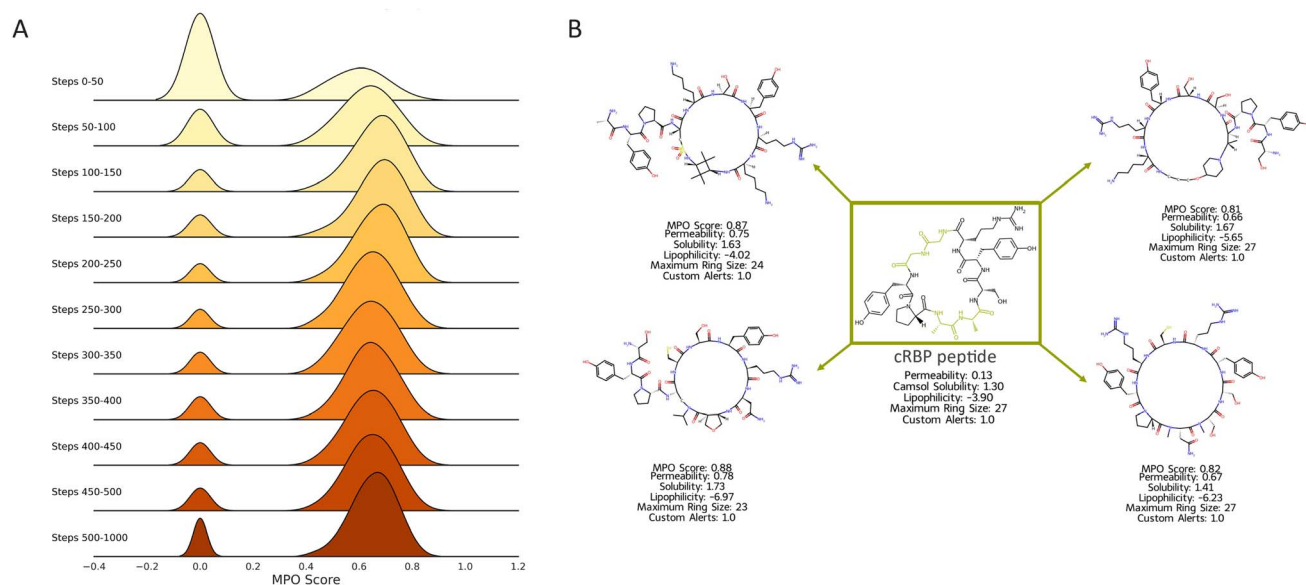 A
Steps 0-50
Steps 50-100
Steps 100-150
Steps 150-200
Steps 200-250
Steps 250-300
Steps 300-350
Steps 350-400
Steps 400-450
Steps 450-500
Steps 500-1000
−0.4 −0.2 0.0 0.2 0.4 0.6 0.8 1.0 1.2
MPO Score
B
MPO Score: 0.87
Permeability: 0.75
Solubility: 1.63
Lipophilicity: −4.02
Maximum Ring Size: 24
Custom Alerts: 1.0
MPO Score: 0.81
Permeability: 0.66
Solubility: 1.67
Lipophilicity: −5.65
Maximum Ring Size: 27
Custom Alerts: 1.0
cRBP peptide
Permeability: 0.13
Camsol Solubility: 1.30
Lipophilicity: −3.90
Maximum Ring Size: 27
Custom Alerts: 1.0
MPO Score: 0.88
Permeability: 0.78
Solubility: 1.73
Lipophilicity: −6.97
Maximum Ring Size: 23
Custom Alerts: 1.0
MPO Score: 0.82
Permeability: 0.67
Solubility: 1.41
Lipophilicity: −6.23
Maximum Ring Size: 27
Custom Alerts: 1.0